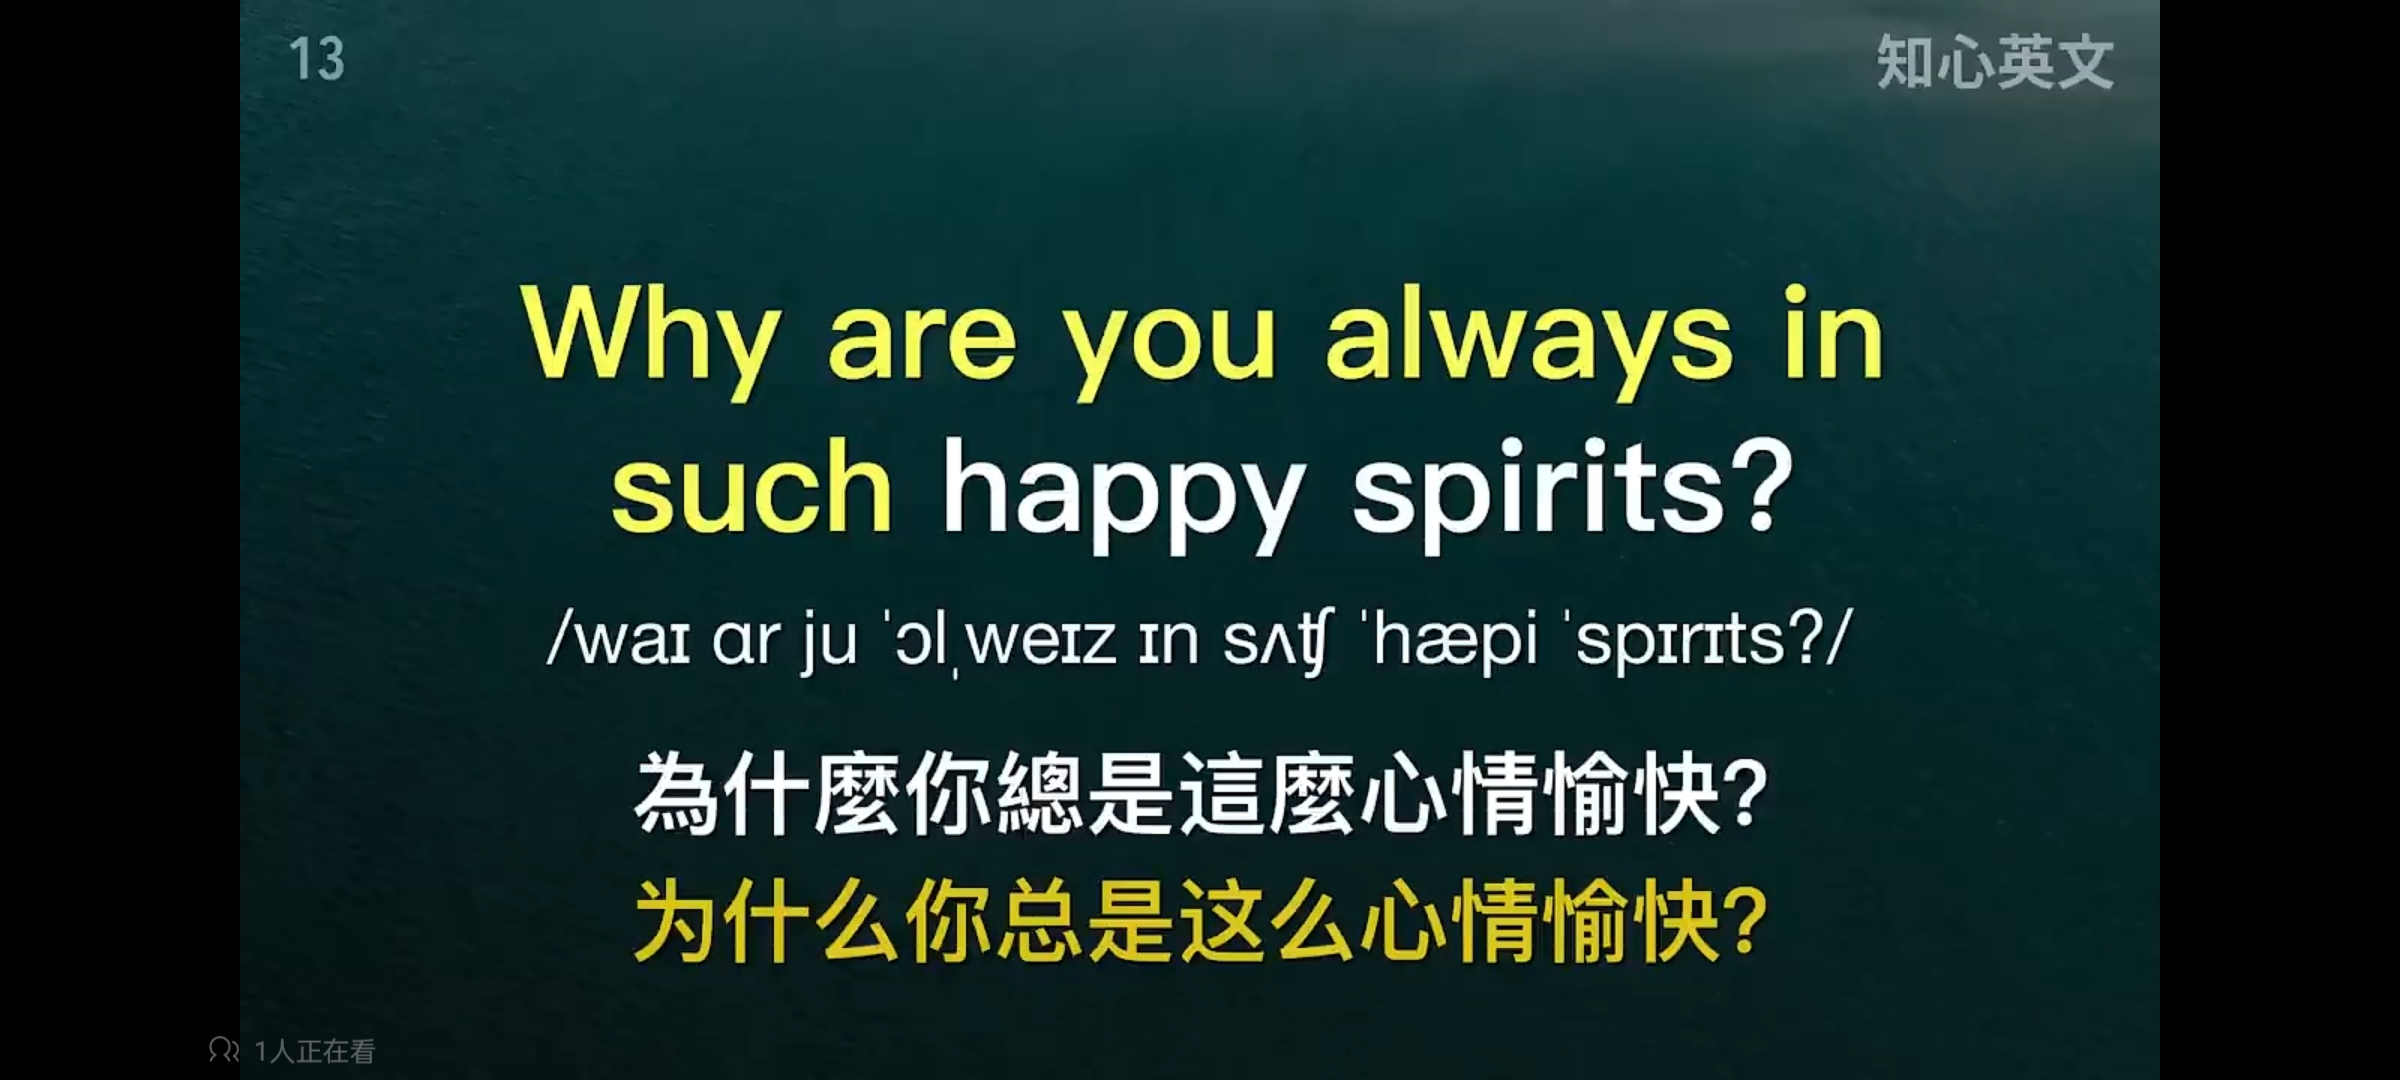 13
知心英文
Why are you always in
such happy spirits?
/waɪ ɑr ju ˈɔlˌweɪz ɪn sʌʧ ˈhæpi ˈspɪrɪts?/
為什麼你總是這麼心情愉快?
为什么你总是这么心情愉快?
1人正在看